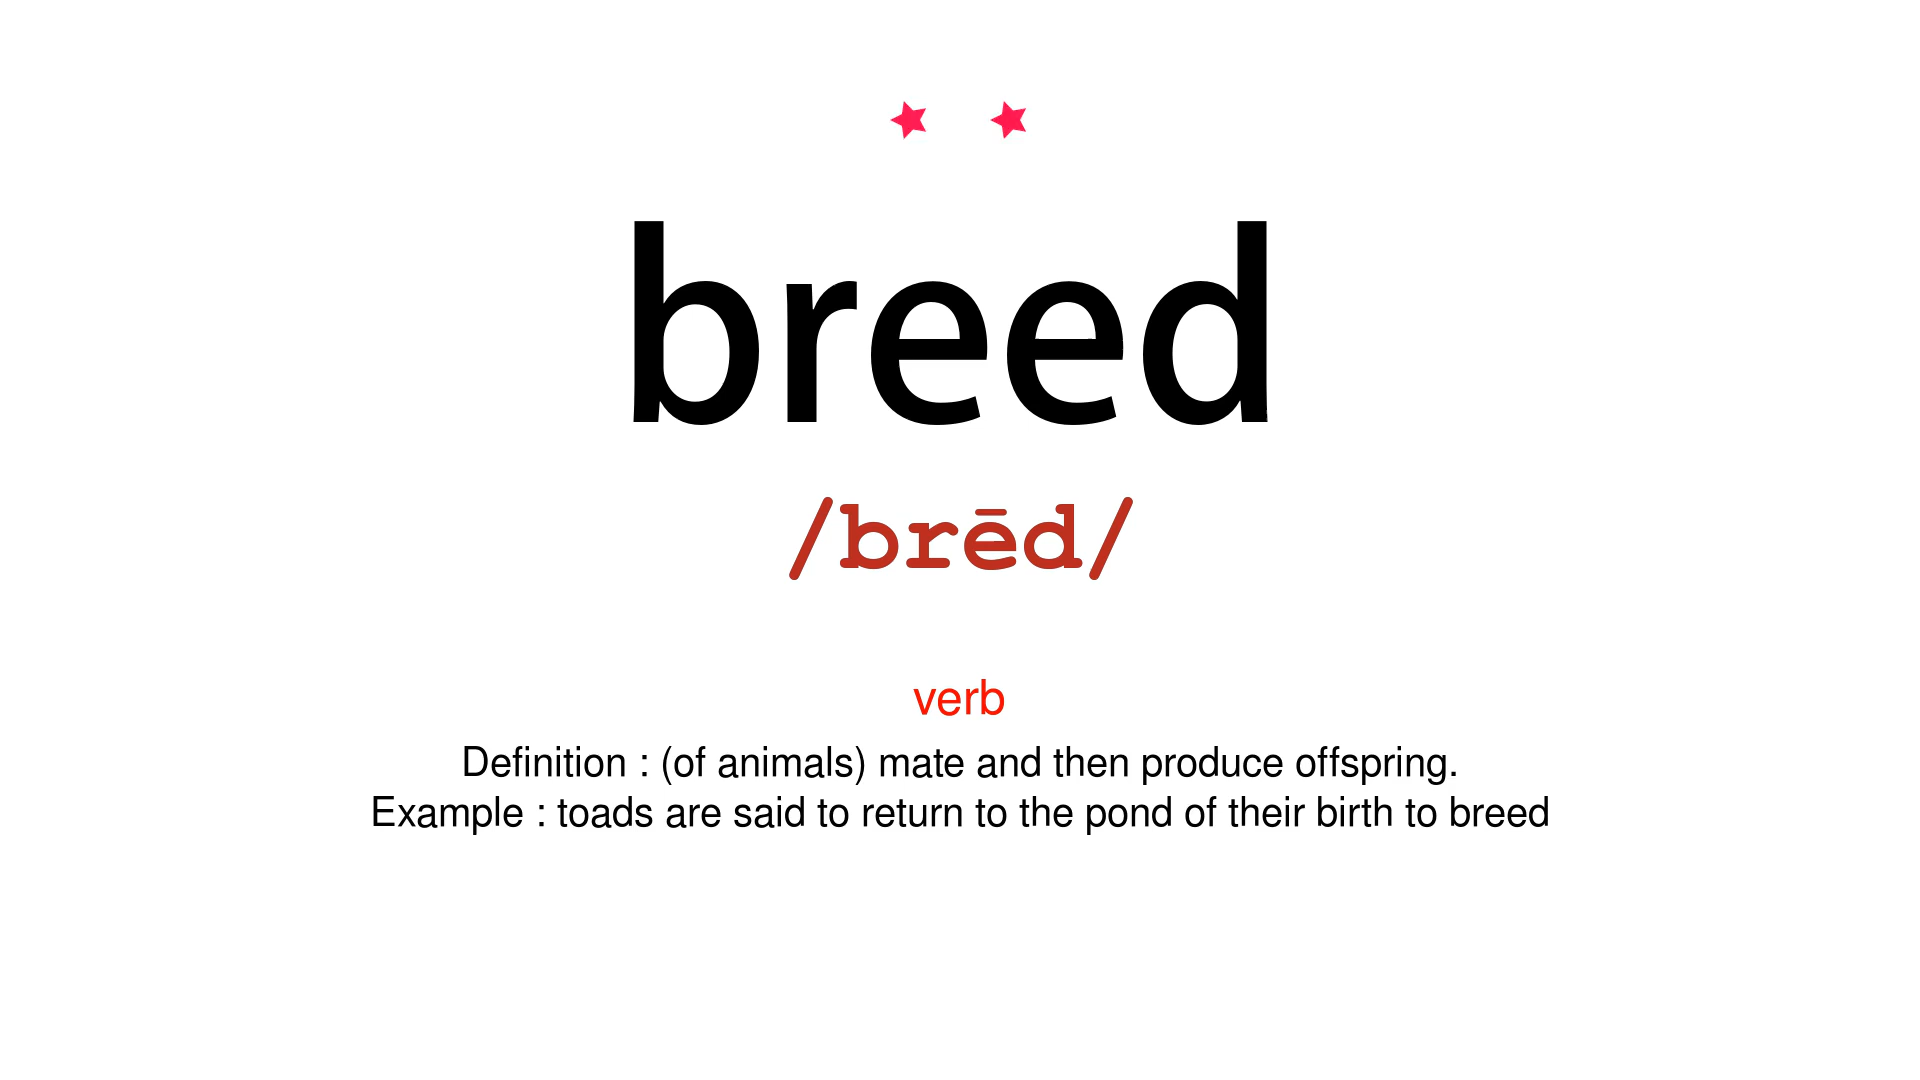 breed
/brēd/
verb
Definition : (of animals) mate and then produce offspring.
Example : toads are said to return to the pond of their birth to breed